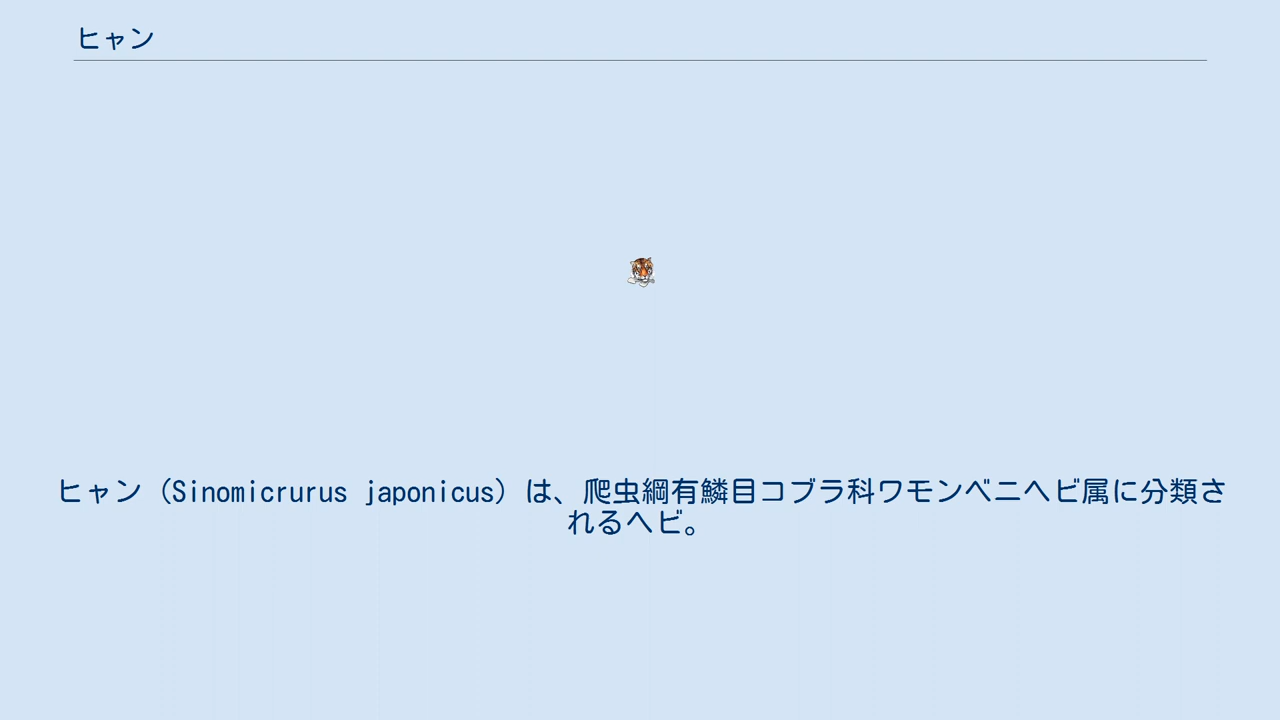 ヒャン
ヒャン（Sinomicrurus japonicus）は、爬虫綱有鱗目コブラ科ワモンベニヘビ属に分類さ
れるヘビ。